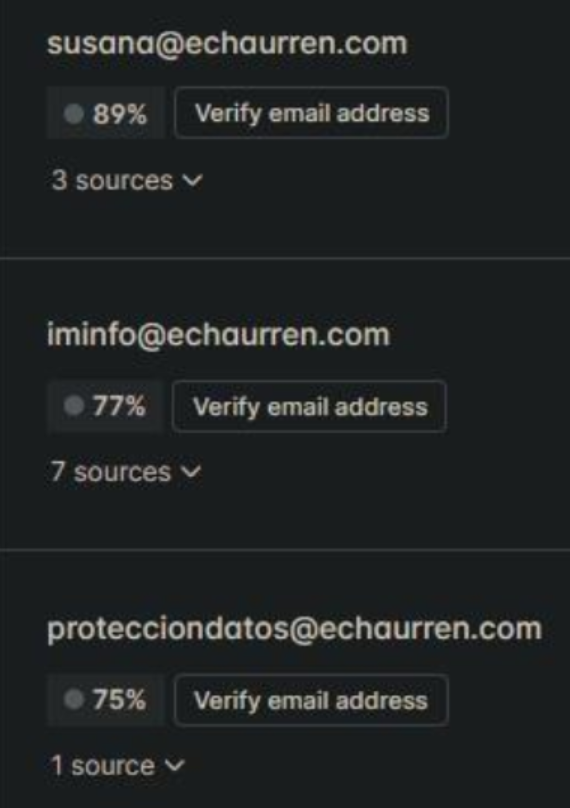 susana@echaurren.com
89% Verify email address
3 sources
iminfo@echaurren.com
77% Verify email address
7 sources
protecciondatos@echaurren.com
75% Verify email address
1 source